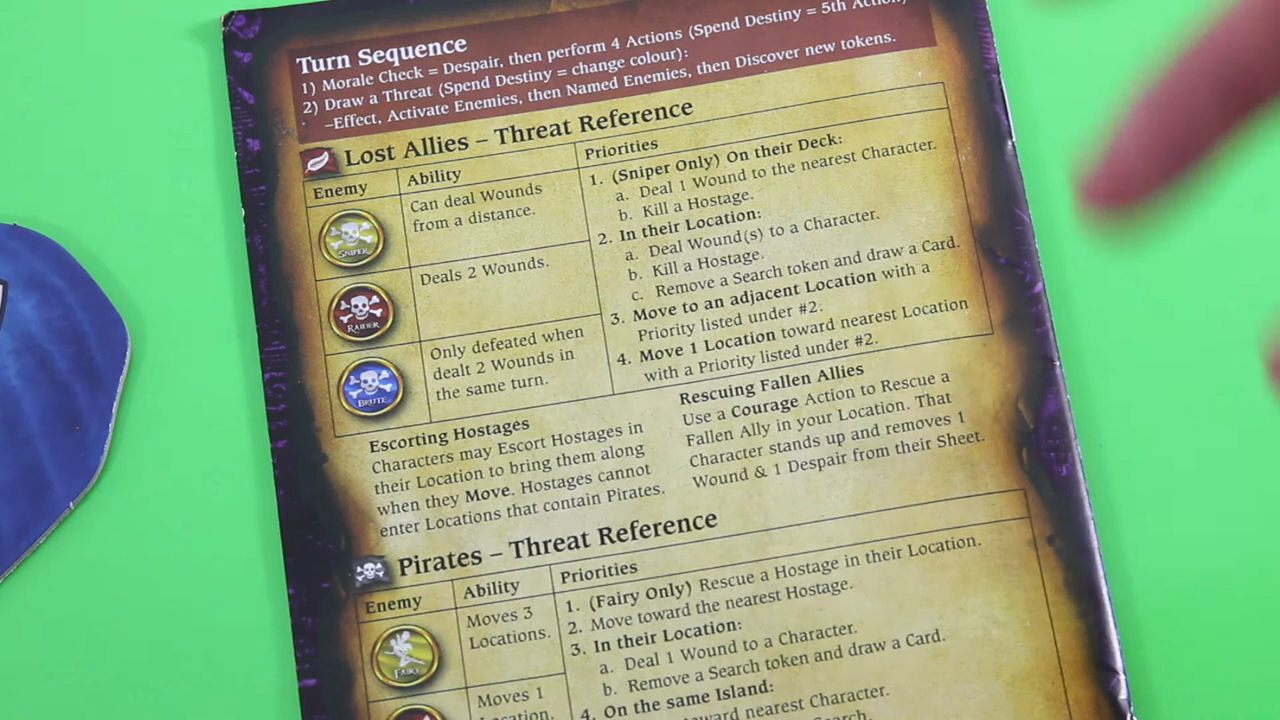 Turn Sequence
1) Morale Check = Despair, then perform 4 Actions (Spend Destiny = 5th Action)
2) Draw a Threat (Spend Destiny = change colour):
–Effect, Activate Enemies, then Named Enemies, then Discover new tokens.
Lost Allies – Threat Reference
Enemy
Ability
Priorities
SNIPER
Can deal Wounds
from a distance.
RAIDER
Deals 2 Wounds.
BRUTE
Only defeated when
dealt 2 Wounds in
the same turn.
1. (Sniper Only) On their Deck:
a. Deal 1 Wound to the nearest Character.
b. Kill a Hostage.
2. In their Location:
a. Deal Wound(s) to a Character.
b. Kill a Hostage.
c. Remove a Search token and draw a Card.
3. Move to an adjacent Location with a
Priority listed under #2.
4. Move 1 Location toward nearest Location
with a Priority listed under #2.
Escorting Hostages
Characters may Escort Hostages in
their Location to bring them along
when they Move. Hostages cannot
enter Locations that contain Pirates.
Rescuing Fallen Allies
Use a Courage Action to Rescue a
Fallen Ally in your Location. That
Character stands up and removes 1
Wound & 1 Despair from their Sheet.
Pirates – Threat Reference
Enemy
Ability
Priorities
FAIRY
Moves 3
Locations.
Moves 1
Location.
1. (Fairy Only) Rescue a Hostage in their Location.
2. Move toward the nearest Hostage.
3. In their Location:
a. Deal 1 Wound to a Character.
b. Remove a Search token and draw a Card.
4. On the same Island:
toward nearest Character.
Search.